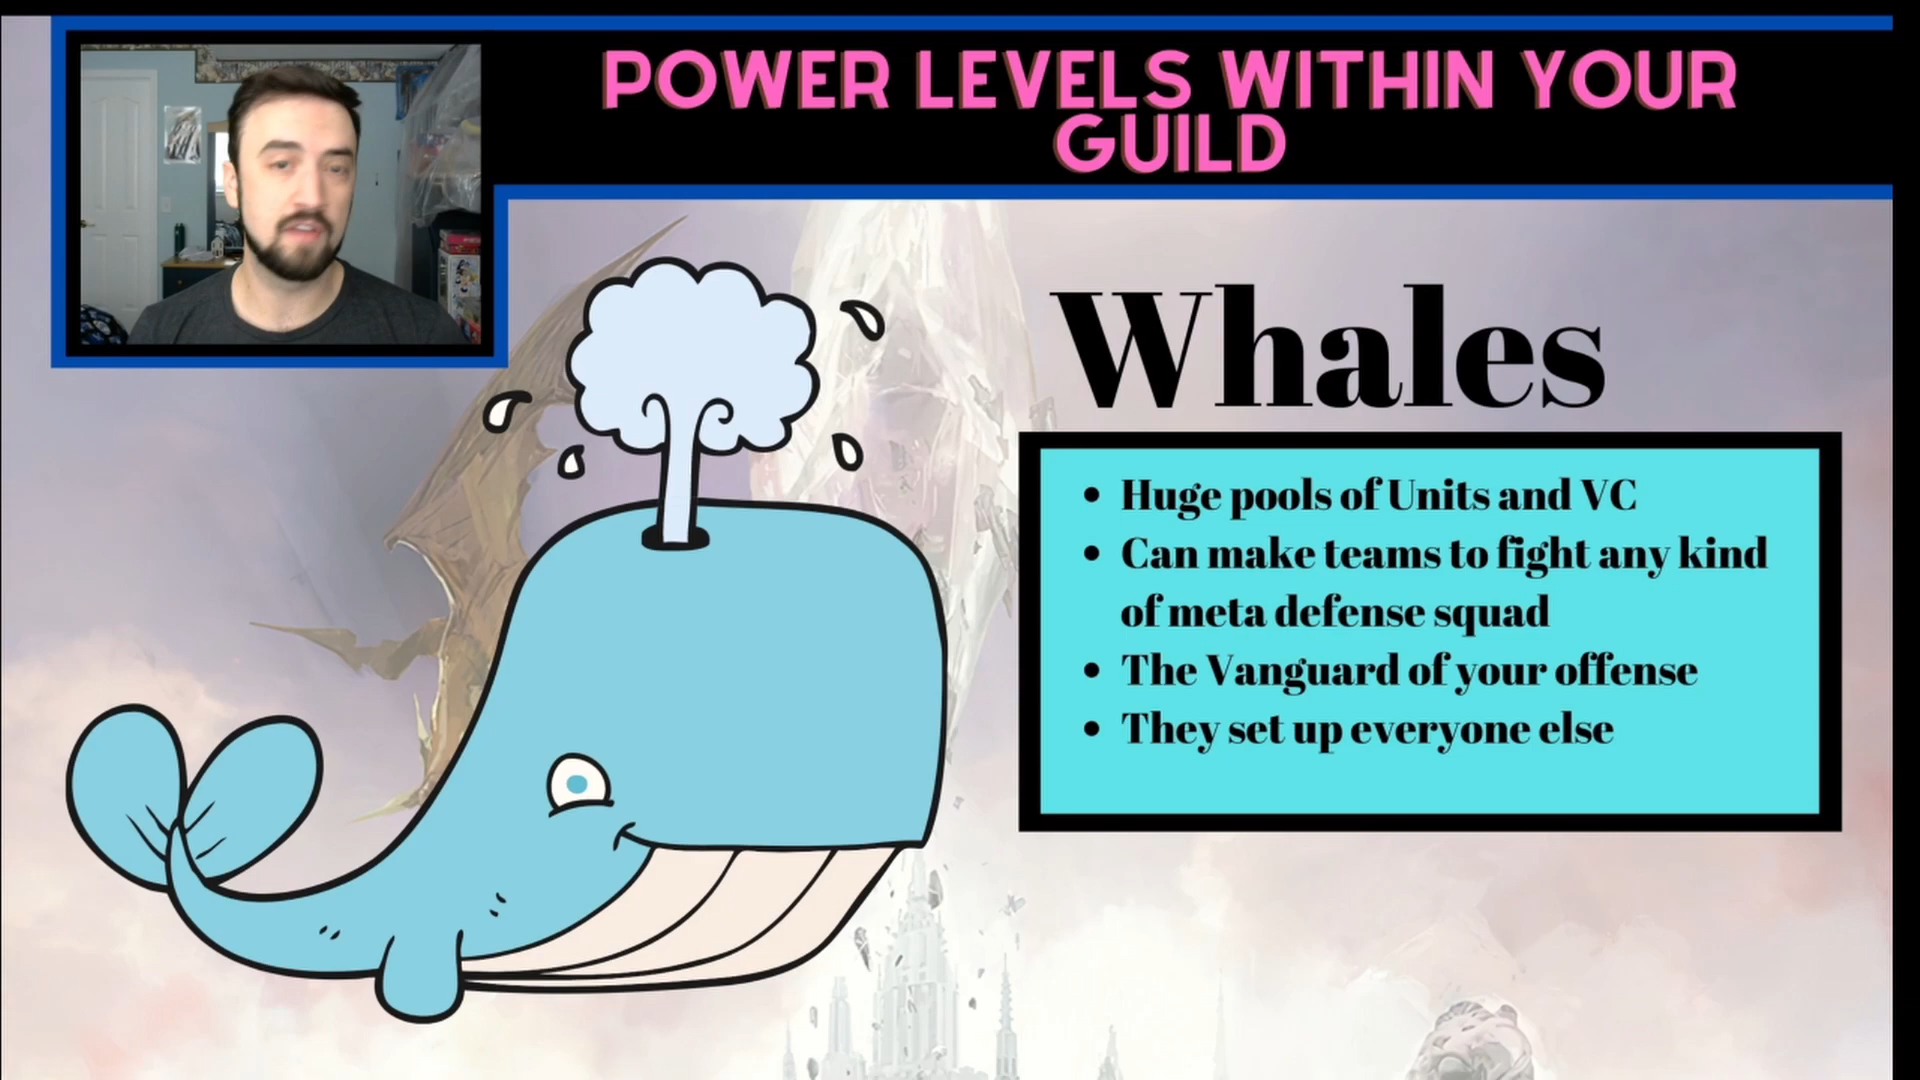 POWER LEVELS WITHIN YOUR
GUILD
Whales
• Huge pools of Units and VC
• Can make teams to fight any kind
of meta defense squad
• The Vanguard of your offense
• They set up everyone else